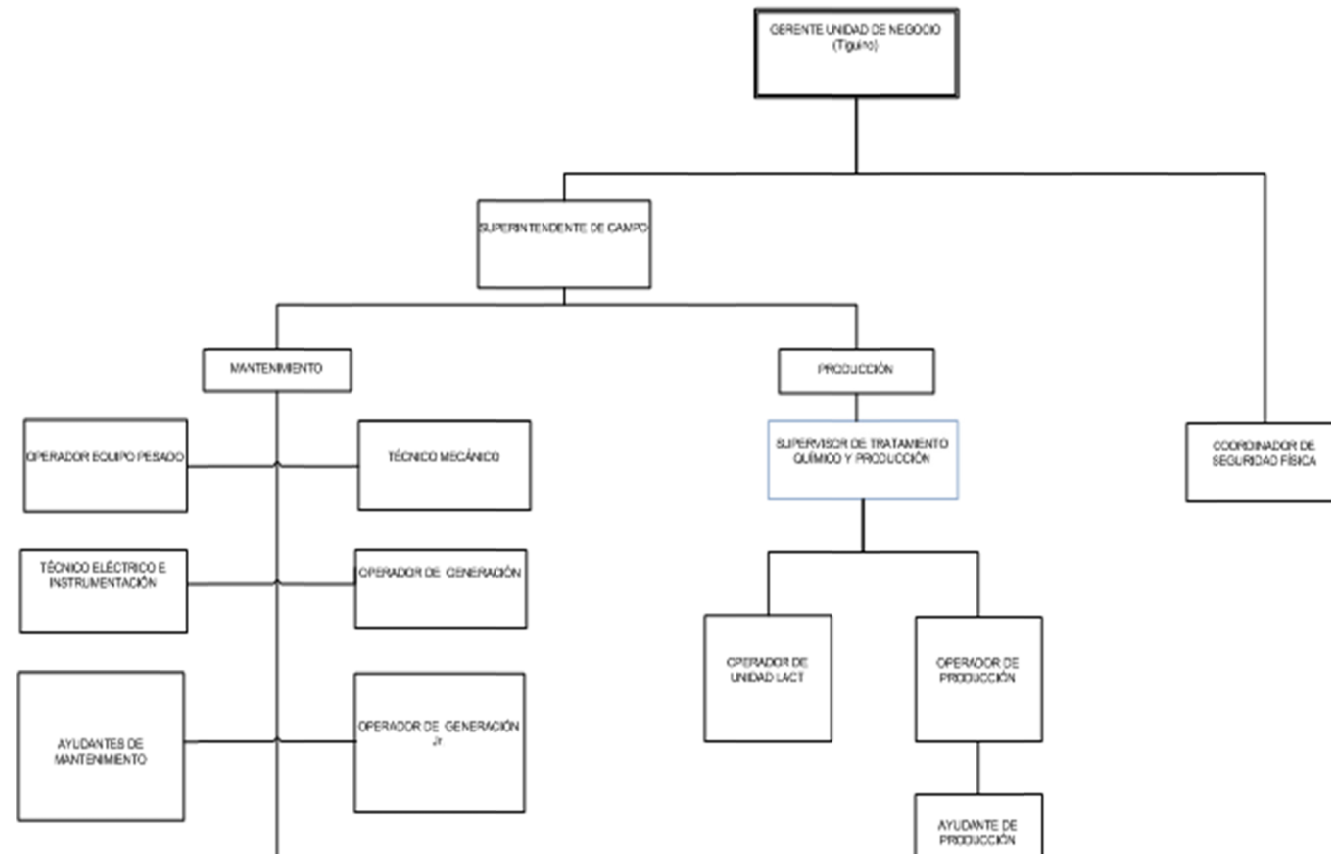 GERENTE UNIDAD DE NEGOCIO
(Tiguino)
SUPERINTENDENTE DE CAMPO
MANTENIMIENTO
PRODUCCIÓN
OPERADOR EQUIPO PESADO
TÉCNICO MECÁNICO
SUPERVISOR DE TRATAMIENTO
QUÍMICO Y PRODUCCIÓN
COORDINADOR DE
SEGURIDAD FÍSICA
TÉCNICO ELÉCTRICO E
INSTRUMENTACIÓN
OPERADOR DE GENERACIÓN
OPERADOR DE
UNIDAD LACT
OPERADOR DE
PRODUCCIÓN
AYUDANTES DE
MANTENIMIENTO
OPERADOR DE GENERACIÓN
Jr
AYUDANTE DE
PRODUCCIÓN